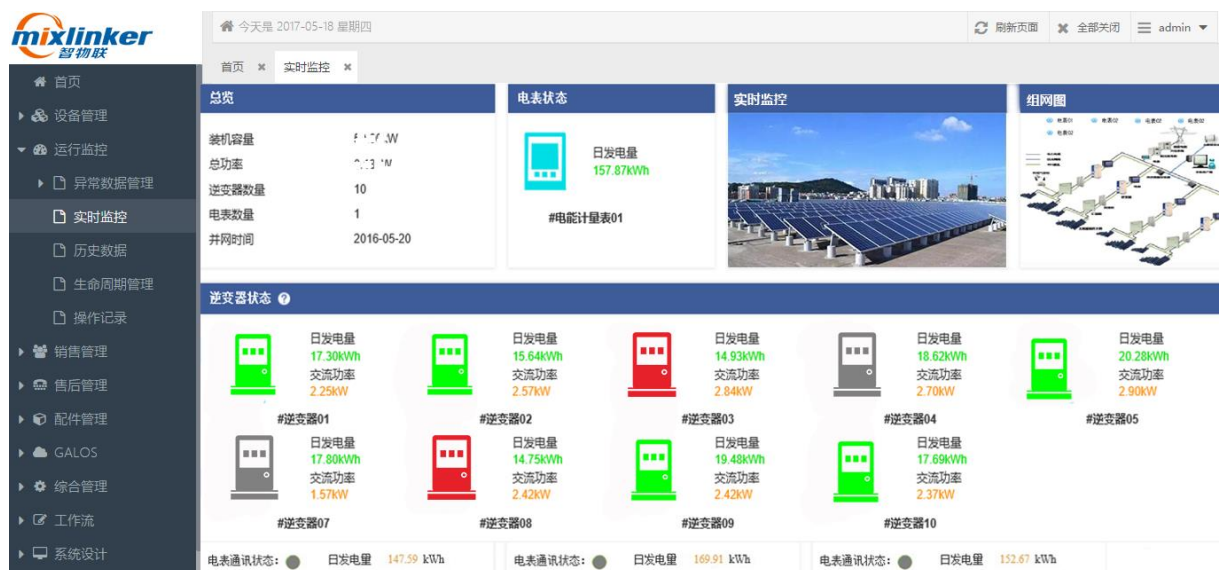 mixlinker
智物联
今天是 2017-05-18 星期四
刷新页面
全部关闭
admin
首页
实时监控
首页
设备管理
运行监控
异常数据管理
实时监控
历史数据
生命周期管理
操作记录
销售管理
售后管理
配件管理
GALOS
综合管理
工作流
系统设计
总览
装机容量
总功率
逆变器数量 10
电表数量 1
并网时间 2016-05-20
电表状态
日发电量
157.87kWh
#电能计量表01
实时监控
组网图
逆变器状态
日发电量
17.30kWh
交流功率
2.25kW
#逆变器01
日发电量
15.64kWh
交流功率
2.57kW
#逆变器02
日发电量
14.93kWh
交流功率
2.84kW
#逆变器03
日发电量
18.62kWh
交流功率
2.70kW
#逆变器04
日发电量
20.28kWh
交流功率
2.90kW
#逆变器05
日发电量
17.80kWh
交流功率
1.57kW
#逆变器07
日发电量
14.75kWh
交流功率
2.42kW
#逆变器08
日发电量
19.48kWh
交流功率
2.42kW
#逆变器09
日发电量
17.69kWh
交流功率
2.37kW
#逆变器10
电表通讯状态: 日发电量 147.59 kWh
电表通讯状态: 日发电量 169.91 kWh
电表通讯状态: 日发电量 152.67 kWh